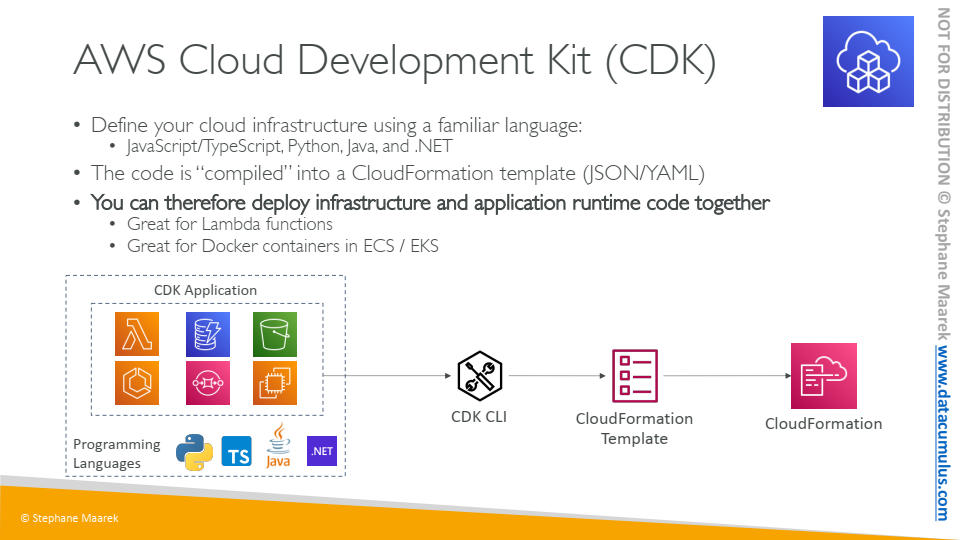 AWS Cloud Development Kit (CDK)
• Define your cloud infrastructure using a familiar language:
• JavaScript/TypeScript, Python, Java, and .NET
• The code is “compiled” into a CloudFormation template (JSON/YAML)
• You can therefore deploy infrastructure and application runtime code together
• Great for Lambda functions
• Great for Docker containers in ECS / EKS
CDK Application
Programming
Languages
TS
Java
.NET
CDK CLI
CloudFormation
Template
CloudFormation
© Stephane Maarek
NOT FOR DISTRIBUTION © Stephane Maarek www.datacumulus.com